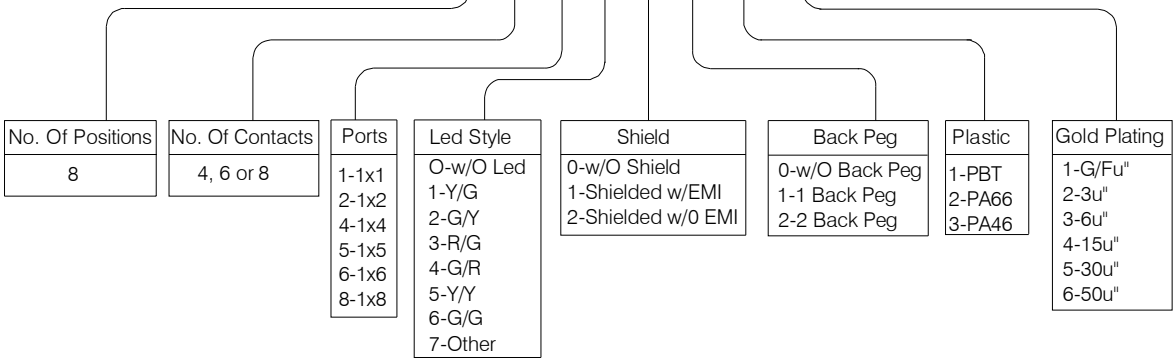 No. Of Positions
8
No. Of Contacts
4, 6 or 8
Ports
1-1x1
2-1x2
4-1x4
5-1x5
6-1x6
8-1x8
Led Style
O-w/O Led
1-Y/G
2-G/Y
3-R/G
4-G/R
5-Y/Y
6-G/G
7-Other
Shield
0-w/O Shield
1-Shielded w/EMI
2-Shielded w/0 EMI
Back Peg
0-w/O Back Peg
1-1 Back Peg
2-2 Back Peg
Plastic
1-PBT
2-PA66
3-PA46
Gold Plating
1-G/Fu"
2-3u"
3-6u"
4-15u"
5-30u"
6-50u"